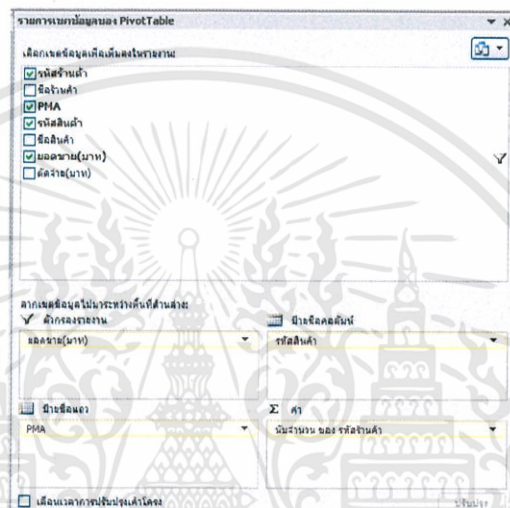 รายการเขตข้อมูลของ PivotTable
เลือกเขตข้อมูลเพื่อเพิ่มลงในรายงาน:
รหัสร้านค้า
ชื่อร้านค้า
PMA
รหัสสินค้า
ชื่อสินค้า
ยอดขาย(บาท)
ตัดจ่าย(บาท)
ลากเขตข้อมูลไปมาระหว่างพื้นที่ด้านล่าง:
ตัวกรองรายงาน
ป้ายชื่อคอลัมน์
ยอดขาย(บาท)
รหัสสินค้า
ป้ายชื่อแถว
Σ ค่า
PMA
นับจำนวน ของ รหัสร้านค้า
เลื่อนเวลาการปรับปรุงเค้าโครง
ปรับปรุง